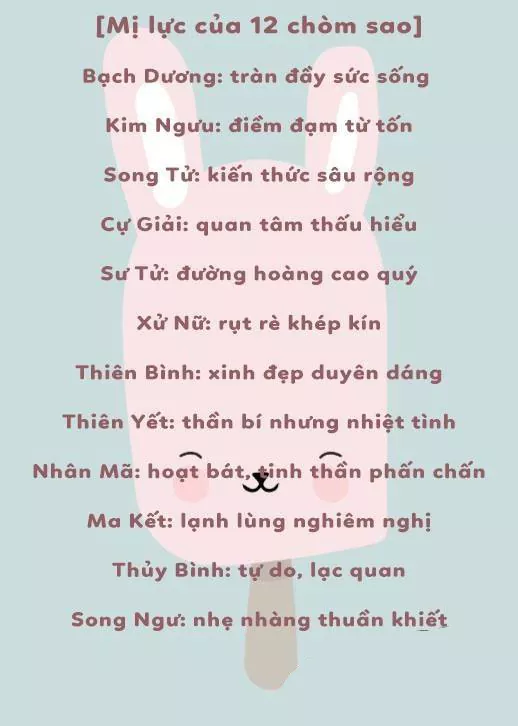 [Mị lực của 12 chòm sao]
Bạch Dương: tràn đầy sức sống
Kim Ngưu: điềm đạm từ tốn
Song Tử: kiến thức sâu rộng
Cự Giải: quan tâm thấu hiểu
Sư Tử: đường hoàng cao quý
Xử Nữ: rụt rè khép kín
Thiên Bình: xinh đẹp duyên dáng
Thiên Yết: thần bí nhưng nhiệt tình
Nhân Mã: hoạt bát, tinh thần phấn chấn
Ma Kết: lạnh lùng nghiêm nghị
Thủy Bình: tự do, lạc quan
Song Ngư: nhẹ nhàng thuần khiết